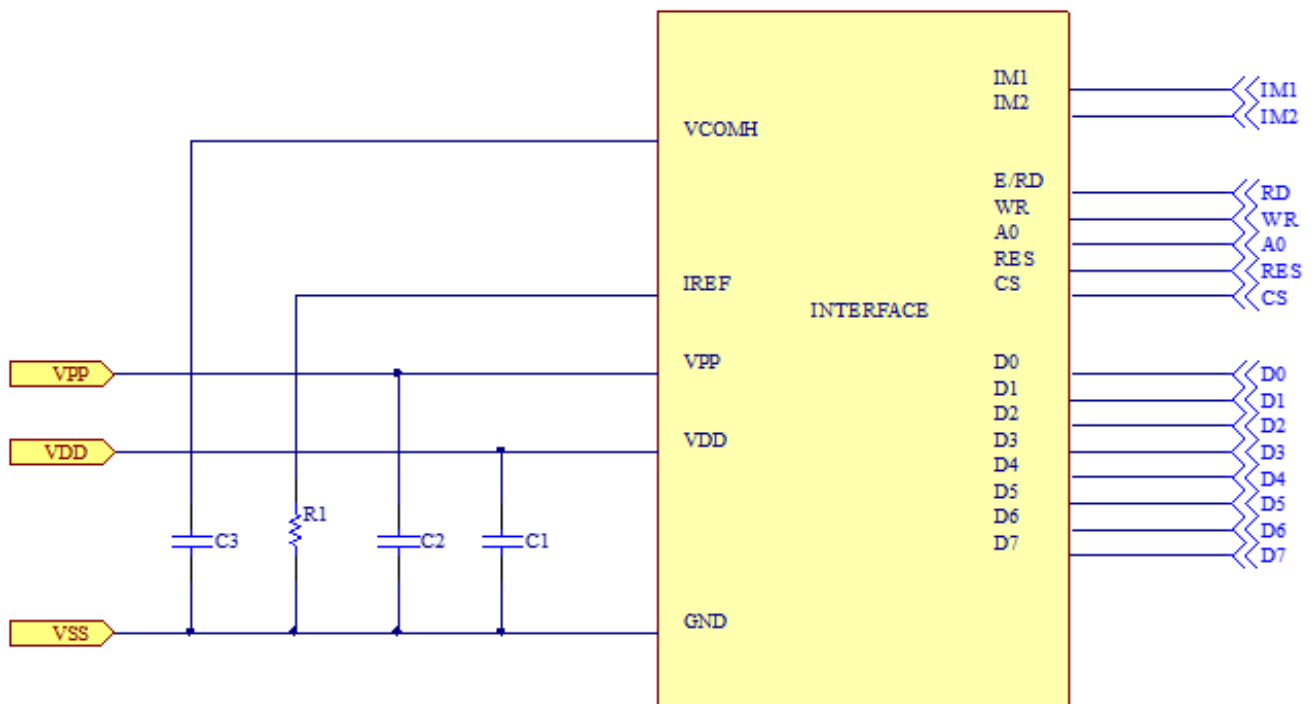 IM1
IM1
IM2
IM2
VCOMH
E/RD
RD
WR
WR
A0
A0
RES
RES
IREF
CS
CS
INTERFACE
VPP
VPP
D0
D0
D1
D1
D2
D2
VDD
VDD
D3
D3
D4
D4
D5
D5
R1
D6
D6
C3
C2
C1
D7
D7
VSS
GND